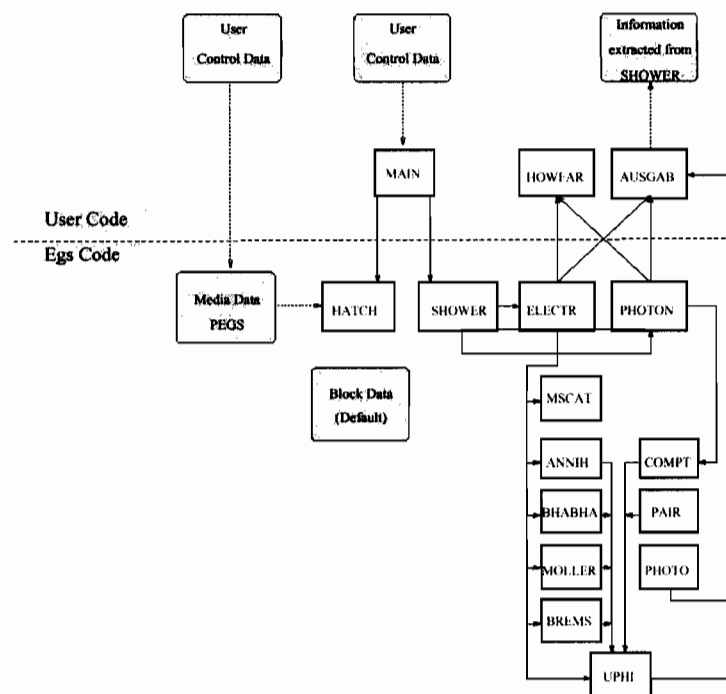 User
Control Data
User
Control Data
Information
extracted from
SHOWER
MAIN
HOWFAR
AUSGAB
User Code
Egs Code
Media Data
PEGS
HATCH
SHOWER
ELECTR
PHOTON
Block Data
(Default)
MSCAT
ANNIH
COMPT
BHABHA
PAIR
MOLLER
PHOTO
BREMS
UPHI